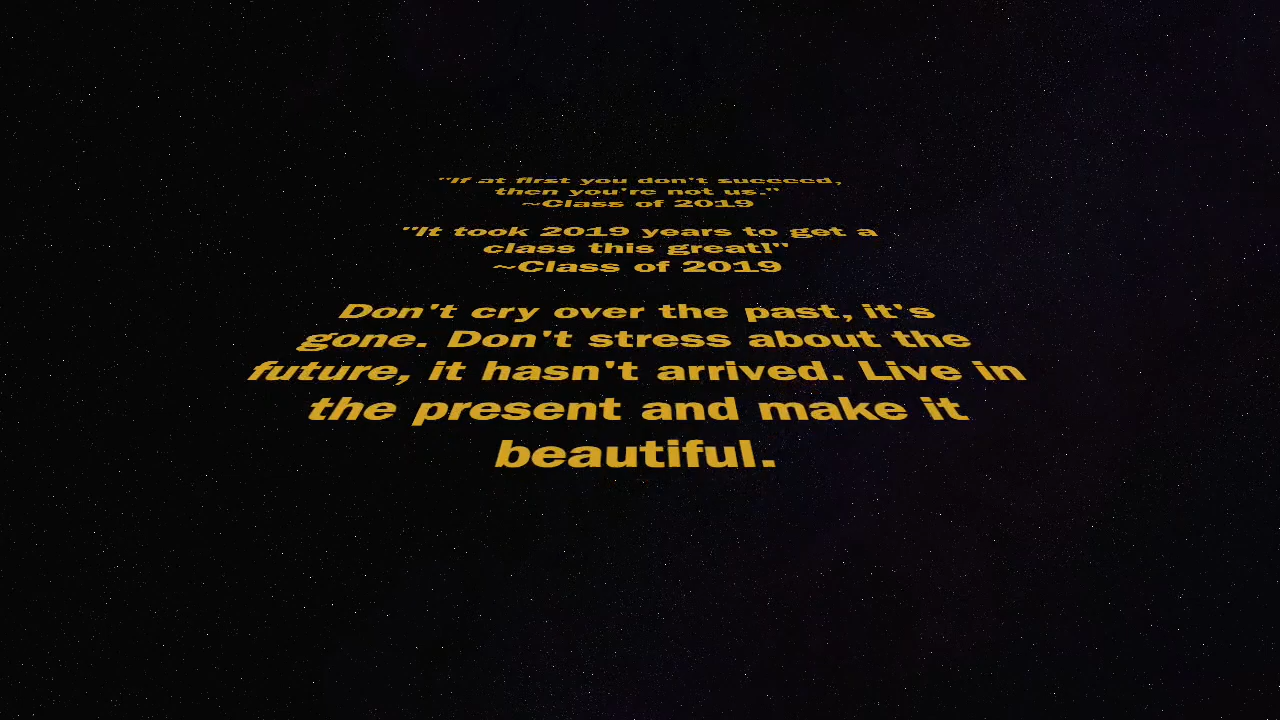 "If at first you don't succeed,
then you're not us."
~Class of 2019
"It took 2019 years to get a
class this great!"
~Class of 2019
Don't cry over the past, it's
gone. Don't stress about the
future, it hasn't arrived. Live in
the present and make it
beautiful.